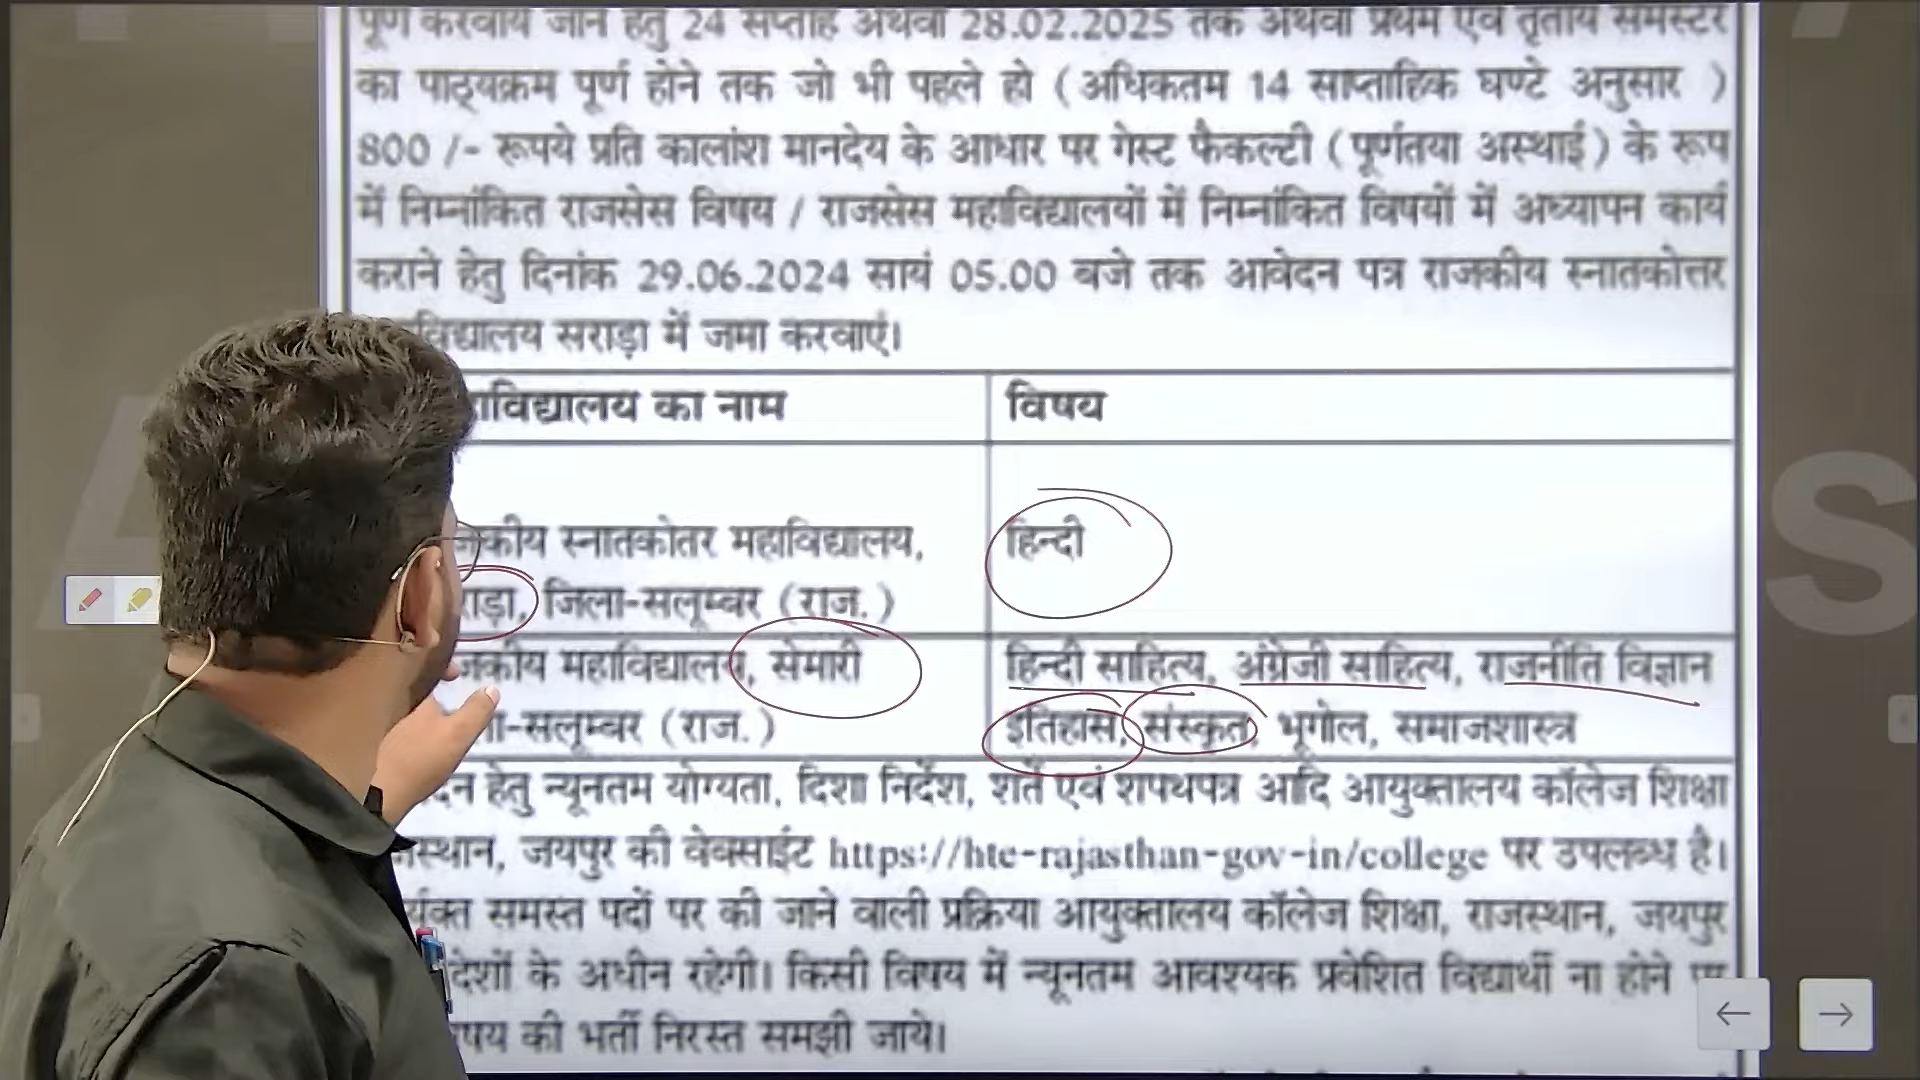 पूर्ण करवाये जाने हेतु 24 सप्ताह अथवा 28.02.2025 तक अथवा प्रथम एवं तृतीय समेस्टर
का पाठ्यक्रम पूर्ण होने तक जो भी पहले हो ( अधिकतम 14 साप्ताहिक घण्टे अनुसार )
800 /- रूपये प्रति कालांश मानदेय के आधार पर गेस्ट फैकल्टी ( पूर्णतया अस्थाई ) के रूप
में निम्नांकित राजसेस विषय / राजसेस महाविद्यालयों में निम्नांकित विषयों में अध्यापन कार्य
कराने हेतु दिनांक 29.06.2024 सायं 05.00 बजे तक आवेदन पत्र राजकीय स्नातकोत्तर
विद्यालय सराड़ा में जमा करवाएं।
ाविद्यालय का नाम विषय
जकीय स्नातकोतर महाविद्यालय, हिन्दी
राड़ा, जिला-सलूम्बर (राज.)
जकीय महाविद्यालय, सेमारी हिन्दी साहित्य, अंग्रेजी साहित्य, राजनीति विज्ञान
ला-सलूम्बर (राज.) इतिहास, संस्कृत, भूगोल, समाजशास्त्र
दन हेतु न्यूनतम योग्यता, दिशा निर्देश, शर्ते एवं शपथपत्र आदि आयुक्तालय कॉलेज शिक्षा
जस्थान, जयपुर की वेबसाईट https://hte-rajasthan-gov-in/college पर उपलब्ध है।
र्युक्त समस्त पदों पर की जाने वाली प्रक्रिया आयुक्तालय कॉलेज शिक्षा, राजस्थान, जयपुर
देशों के अधीन रहेगी। किसी विषय में न्यूनतम आवश्यक प्रवेशित विद्यार्थी ना होने पर
षय की भर्ती निरस्त समझी जाये।